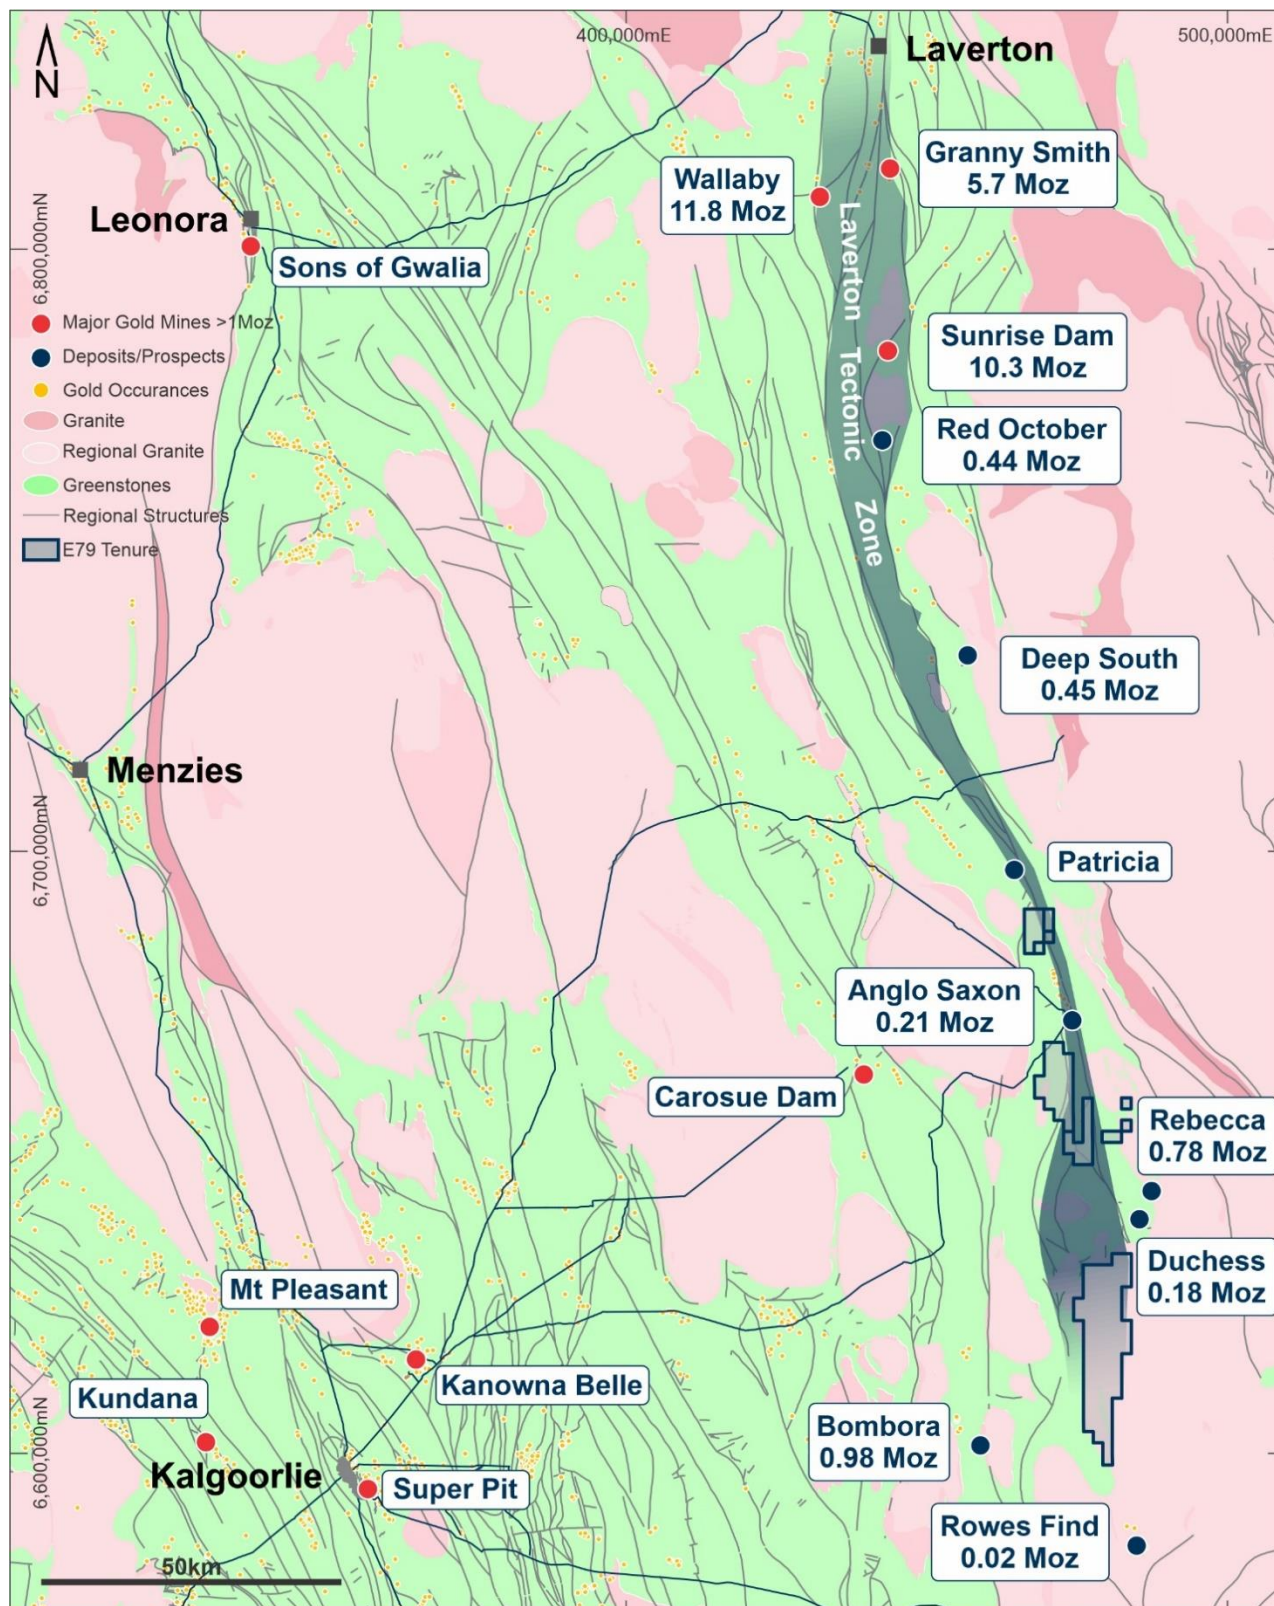 400,000mE
500,000mE
N
Laverton
Granny Smith
5.7 Moz
Wallaby
11.8 Moz
Leonora
6,800,000mN
Sons of Gwalia
Laverton Tectonic Zone
Major Gold Mines >1Moz
Deposits/Prospects
Gold Occurances
Granite
Regional Granite
Greenstones
Regional Structures
E79 Tenure
Sunrise Dam
10.3 Moz
Red October
0.44 Moz
Deep South
0.45 Moz
Menzies
6,700,000mN
Patricia
Anglo Saxon
0.21 Moz
Carosue Dam
Rebecca
0.78 Moz
Duchess
0.18 Moz
Mt Pleasant
Kanowna Belle
Kundana
Bombora
0.98 Moz
6,600,000mN
Kalgoorlie
Super Pit
Rowes Find
0.02 Moz
50km